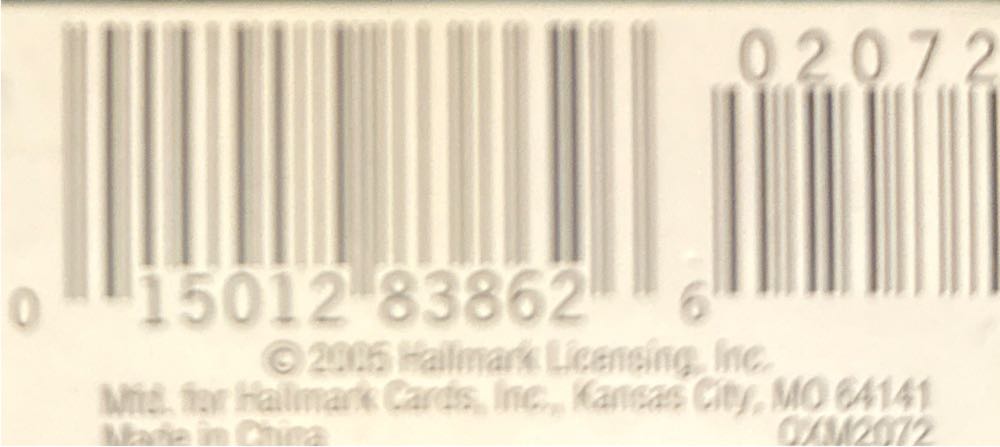 02072
0 15012 83862 6
© 2005 Hallmark Licensing, Inc.
Mfd. for Hallmark Cards, Inc., Kansas City, MO 64141
Made in China
QXM2072